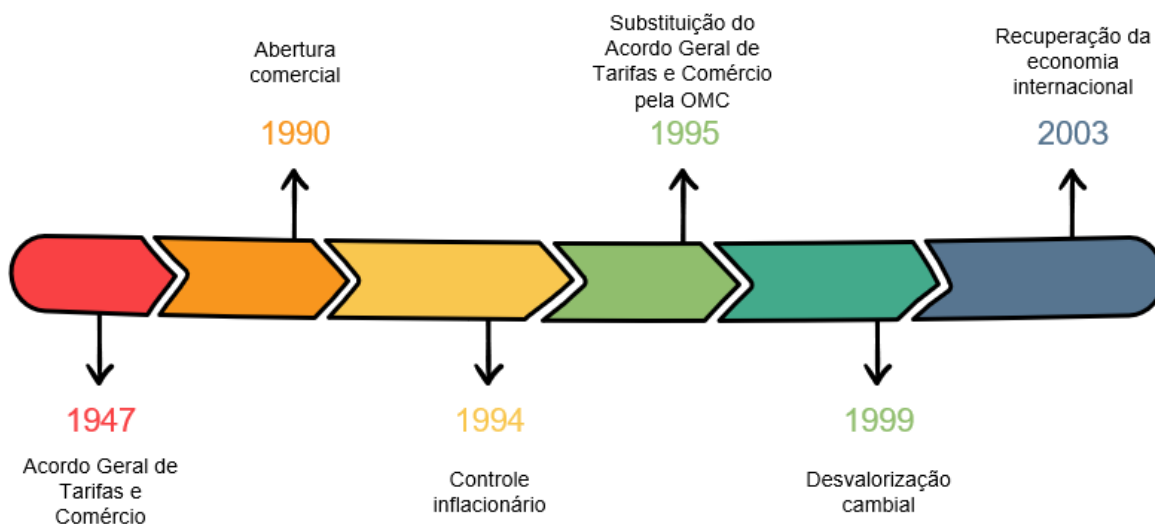 Abertura
comercial
1990
Substituição do
Acordo Geral de
Tarifas e Comércio
pela OMC
1995
Recuperação da
economia
internacional
2003
1947
Acordo Geral de
Tarifas e
Comércio
1994
Controle
inflacionário
1999
Desvalorização
cambial